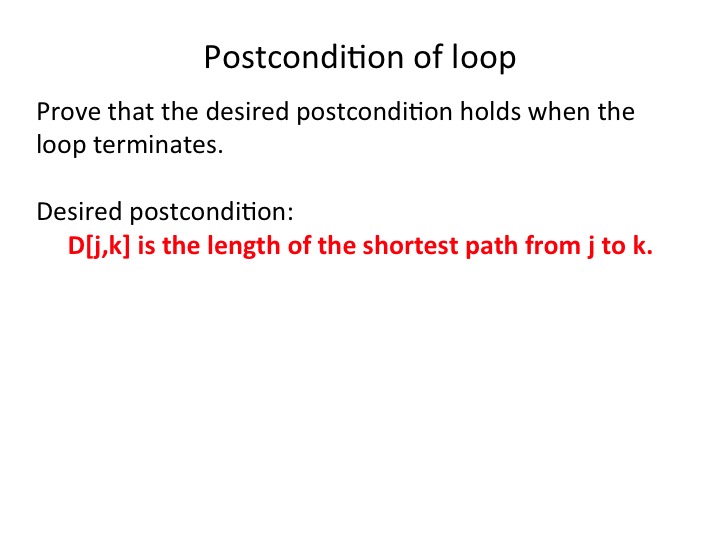 Postcondition of loop
Prove that the desired postcondition holds when the
loop terminates.
Desired postcondition:
D[j,k] is the length of the shortest path from j to k.